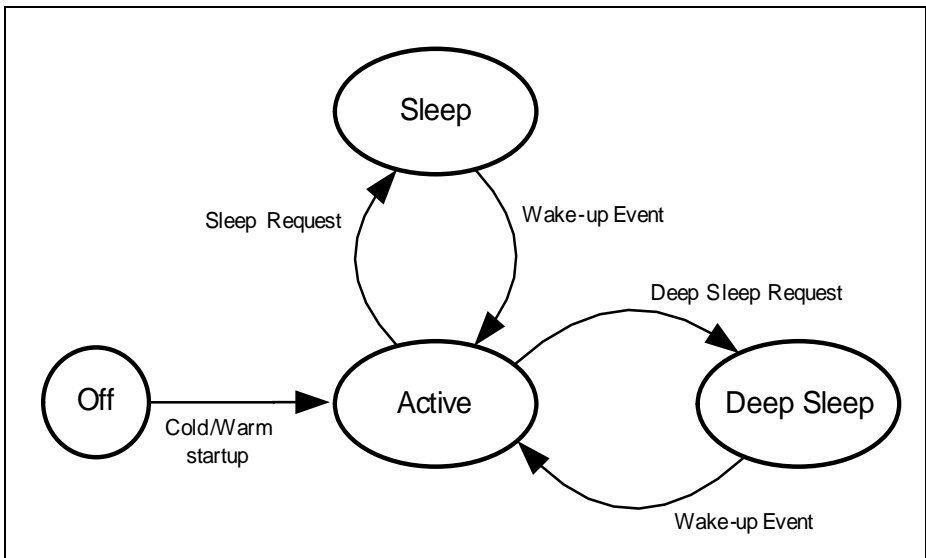 Sleep
Sleep Request
Wake-up Event
Deep Sleep Request
Off
Cold/Warm
startup
Active
Deep Sleep
Wake-up Event